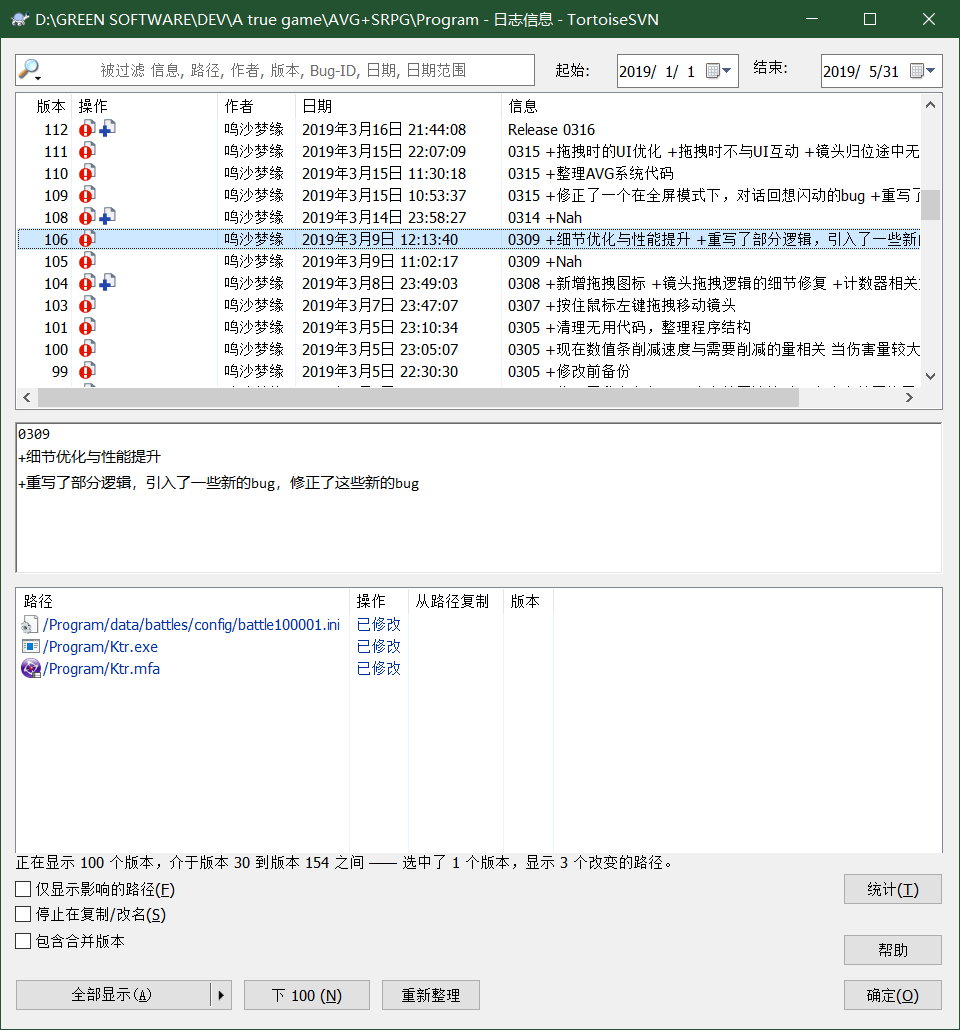 D:\GREEN SOFTWARE\DEV\A true game\AVG+SRPG\Program - 日志信息 - TortoiseSVN
被过滤 信息, 路径, 作者, 版本, Bug-ID, 日期, 日期范围 起始: 2019/ 1/ 1 结束: 2019/ 5/31
版本 操作 作者 日期 信息
112 呜沙梦缘 2019年3月16日 21:44:08 Release 0316
111 呜沙梦缘 2019年3月15日 22:07:09 0315 +拖拽时的UI优化 +拖拽时不与UI互动 +镜头归位途中无
110 呜沙梦缘 2019年3月15日 11:30:18 0315 +整理AVG系统代码
109 呜沙梦缘 2019年3月15日 10:53:37 0315 +修正了一个在全屏模式下，对话回想闪动的bug +重写了
108 呜沙梦缘 2019年3月14日 23:58:27 0314 +Nah
106 呜沙梦缘 2019年3月9日 12:13:40 0309 +细节优化与性能提升 +重写了部分逻辑，引入了一些新
105 呜沙梦缘 2019年3月9日 11:02:17 0309 +Nah
104 呜沙梦缘 2019年3月8日 23:49:03 0308 +新增拖拽图标 +镜头拖拽逻辑的细节修复 +计数器相关
103 呜沙梦缘 2019年3月7日 23:47:07 0307 +按住鼠标左键拖拽移动镜头
101 呜沙梦缘 2019年3月5日 23:10:34 0305 +清理无用代码，整理程序结构
100 呜沙梦缘 2019年3月5日 23:05:07 0305 +现在数值条削减速度与需要削减的量相关 当伤害量较大
99 呜沙梦缘 2019年3月5日 22:30:30 0305 +修改前备份
0309
+细节优化与性能提升
+重写了部分逻辑，引入了一些新的bug，修正了这些新的bug
路径 操作 从路径复制 版本
/Program/data/battles/config/battle100001.ini 已修改
/Program/Ktr.exe 已修改
/Program/Ktr.mfa 已修改
正在显示 100 个版本，介于版本 30 到版本 154 之间 —— 选中了 1 个版本，显示 3 个改变的路径。
仅显示影响的路径(F)
统计(T)
停止在复制/改名(S)
包含合并版本
帮助
全部显示(A) 下 100 (N) 重新整理 确定(O)